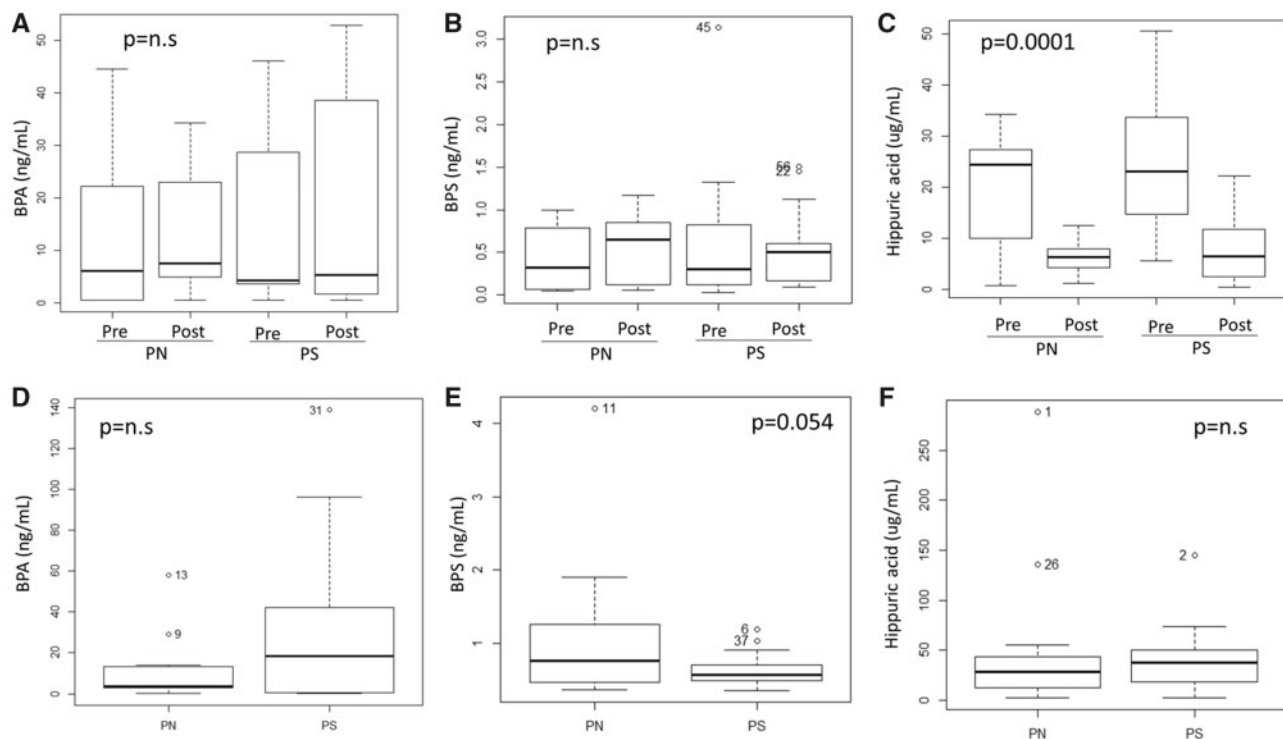 A
p=n.s
BPA (ng/mL)
50
40
30
20
10
0
Pre Post Pre Post
PN PS
B
p=n.s
BPS (ng/mL)
3.0
2.5
2.0
1.5
1.0
0.5
0.0
45
56
22
Pre Post Pre Post
PN PS
C
p=0.0001
Hippuric acid (ug/mL)
50
40
30
20
10
0
Pre Post Pre Post
PN PS
D
p=n.s
BPA (ng/mL)
140
120
100
80
60
40
20
0
31
13
9
PN PS
E
p=0.054
BPS (ng/mL)
4
3
2
1
11
6
37
PN PS
F
p=n.s
Hippuric acid (ug/mL)
250
200
150
100
50
0
1
26
2
PN PS